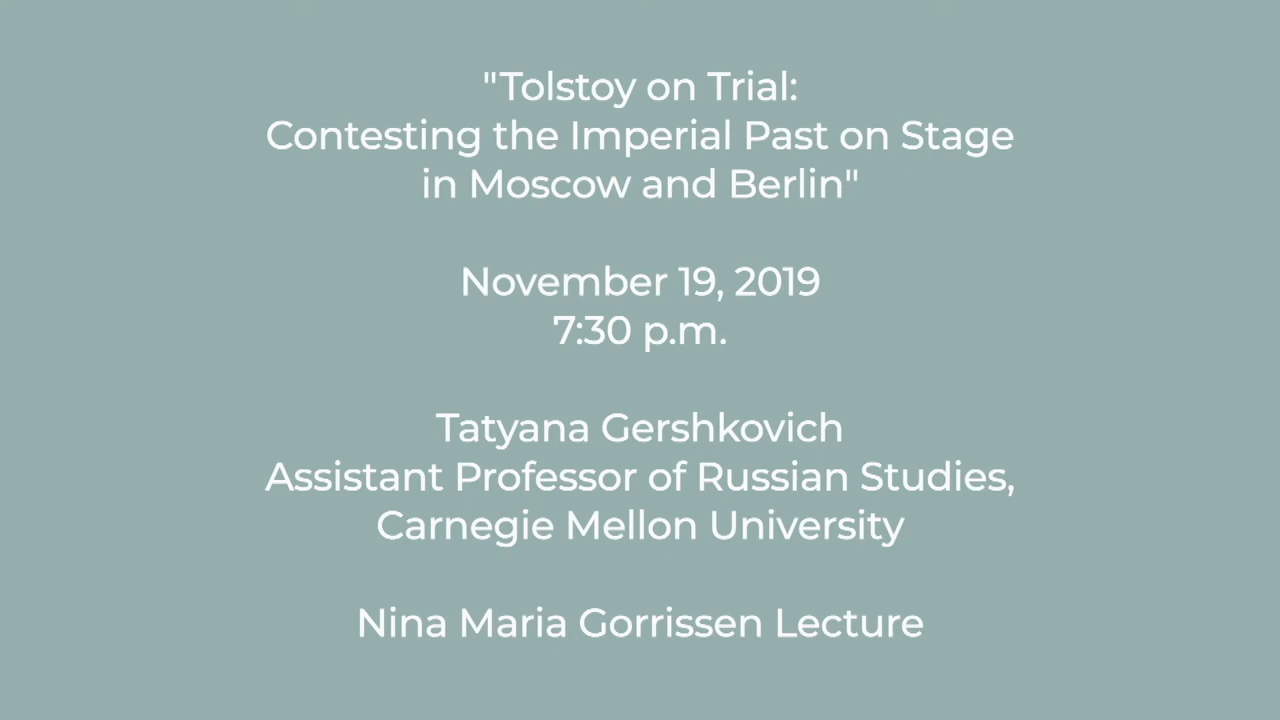 "Tolstoy on Trial:
Contesting the Imperial Past on Stage
in Moscow and Berlin"
November 19, 2019
7:30 p.m.
Tatyana Gershkovich
Assistant Professor of Russian Studies,
Carnegie Mellon University
Nina Maria Gorrissen Lecture